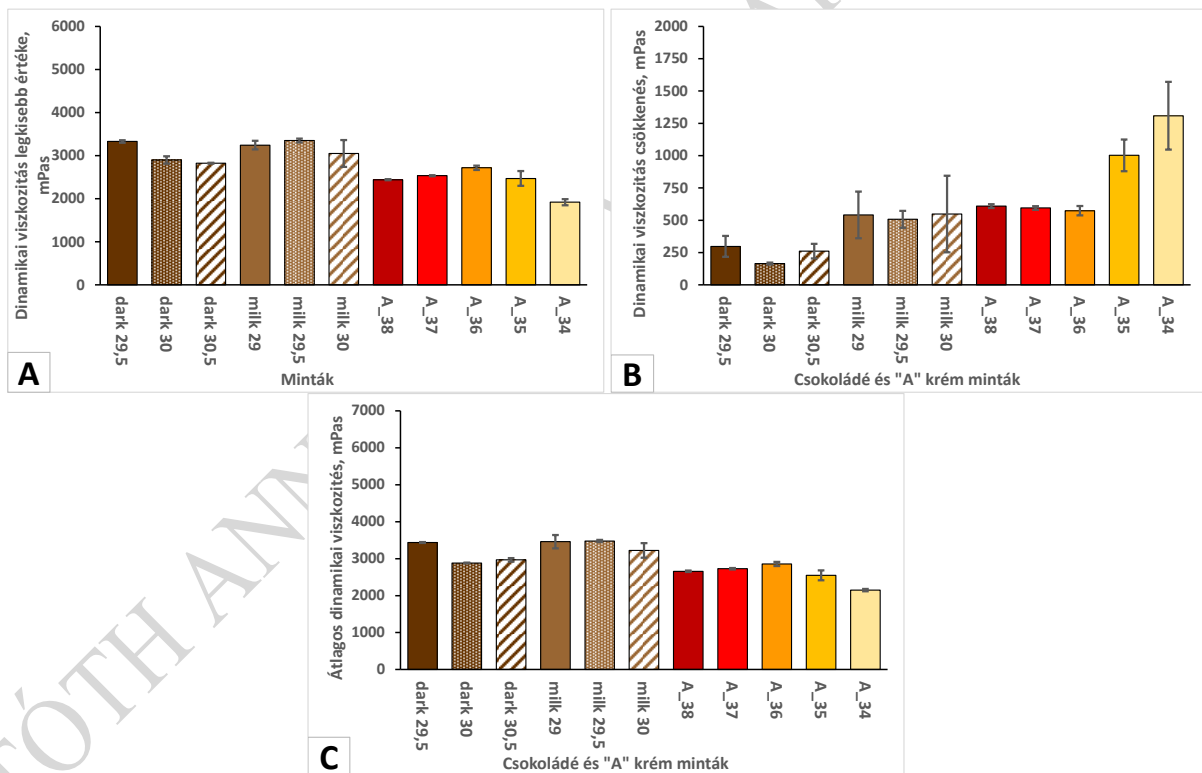 Dinamikai viszkozitás legkisebb értéke,
mPas
6000
5000
4000
3000
2000
1000
0
dark 29,5
dark 30
dark 30,5
milk 29
milk 29,5
milk 30
A_38
A_37
A_36
A_35
A_34
Minták
A
Dinamikai viszkozitás csökkenés, mPas
2000
1750
1500
1250
1000
750
500
250
0
dark 29,5
dark 30
dark 30,5
milk 29
milk 29,5
milk 30
A_38
A_37
A_36
A_35
A_34
Csokoládé és "A" krém minták
B
Átlagos dinamikai viszkozités, mPas
7000
6000
5000
4000
3000
2000
1000
0
dark 29,5
dark 30
dark 30,5
milk 29
milk 29,5
milk 30
A_38
A_37
A_36
A_35
A_34
Csokoládé és "A" krém minták
C
TÓTH